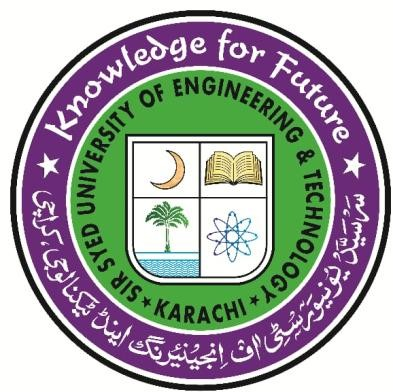 Knowledge for Future
SIR SYED UNIVERSITY OF ENGINEERING & TECHNOLOGY
KARACHI
سرسید یونیورسٹی آف انجینئرنگ اینڈ ٹیکنالوجی، کراچی